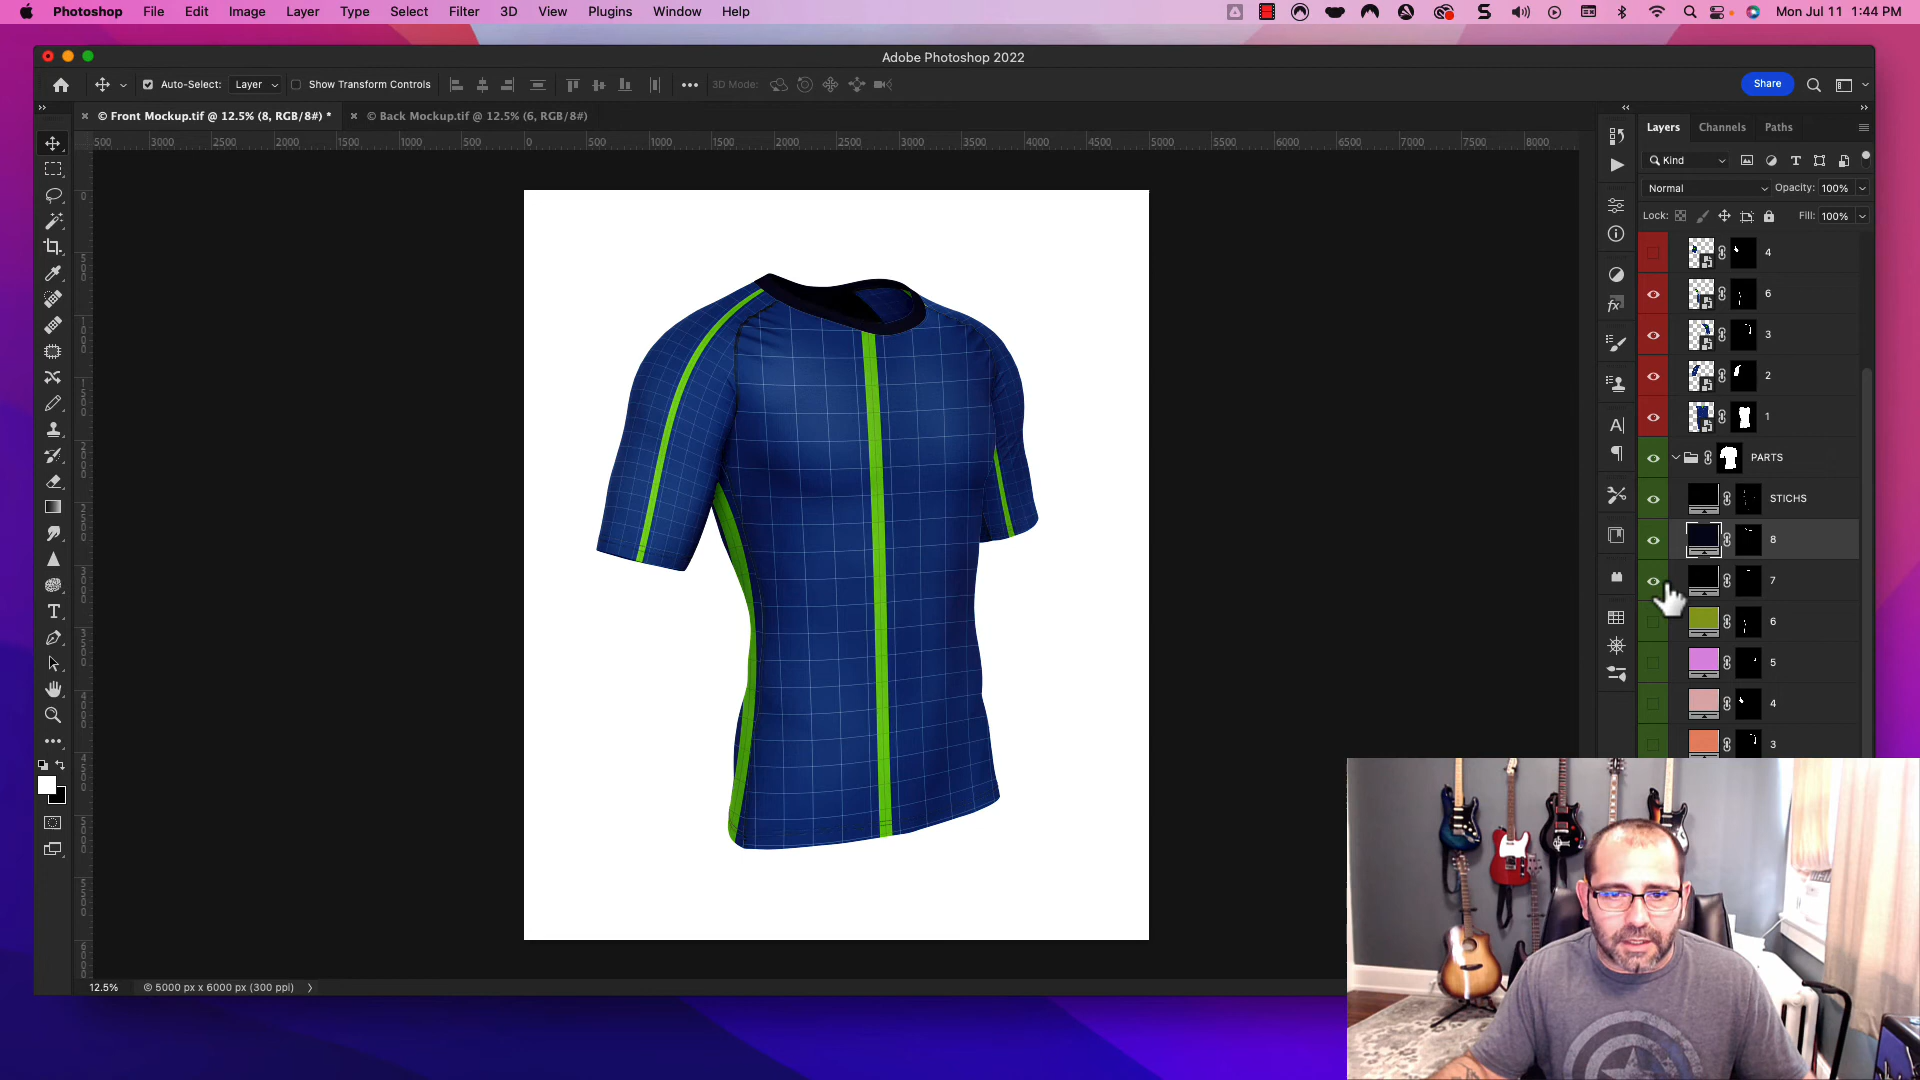 Photoshop File Edit Image Layer Type Select Filter 3D View Plugins Window Help Mon Jul 11 1:44 PM
Adobe Photoshop 2022
Auto-Select: Layer Show Transform Controls 3D Mode: Share
© Front Mockup.tif @ 12.5% (8, RGB/8#) * © Back Mockup.tif @ 12.5% (6, RGB/8#)
Layers Channels Paths
500 3000 2500 2000 1500 1000 500 0 500 1000 1500 2000 2500 3000 3500 4000 4500 5000 5500 6000 6500 7000 7500 8000
Kind
Normal Opacity: 100%
Lock: Fill: 100%
4
6
3
2
1
PARTS
STICHS
8
7
6
5
4
3
12.5% © 5000 px x 6000 px (300 ppi)